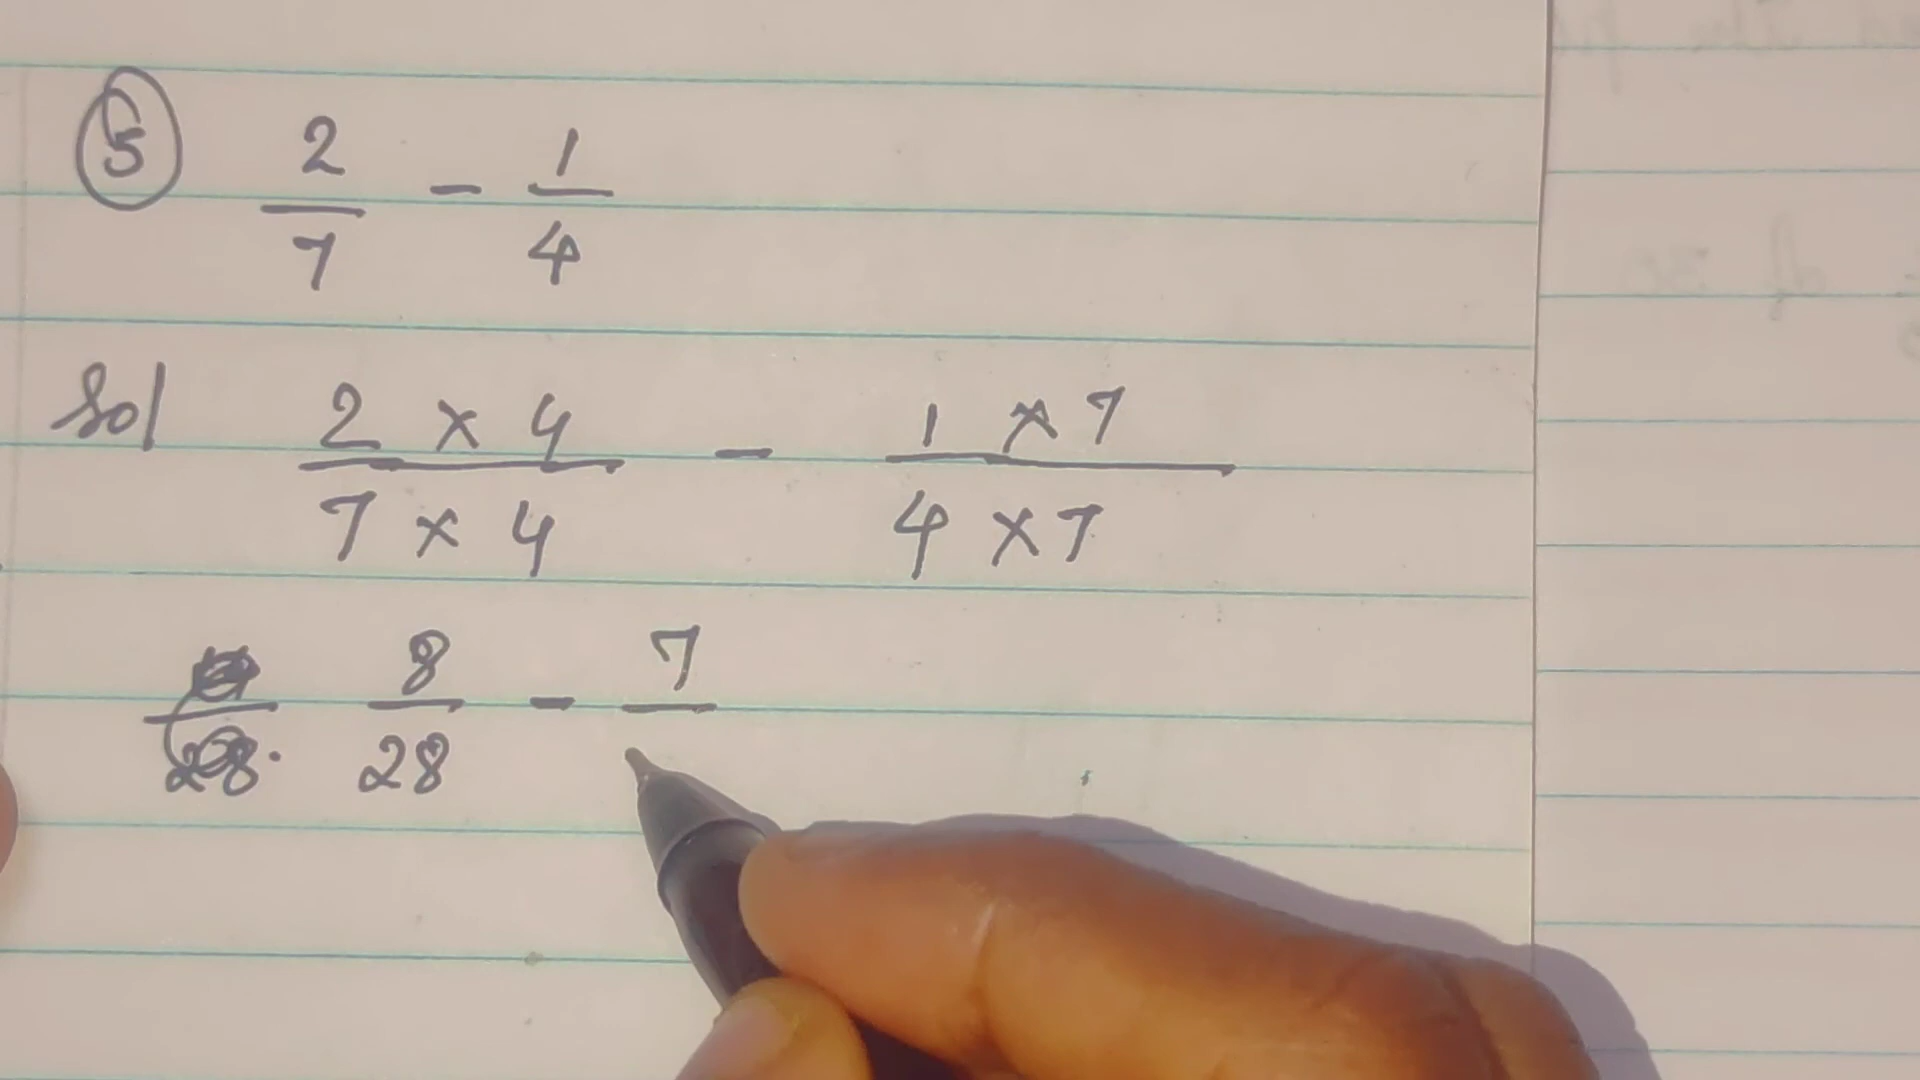 5 2/7 - 1/4
Sol 2 × 4 / 7 × 4 - 1 × 7 / 4 × 7
8/28 - 7/